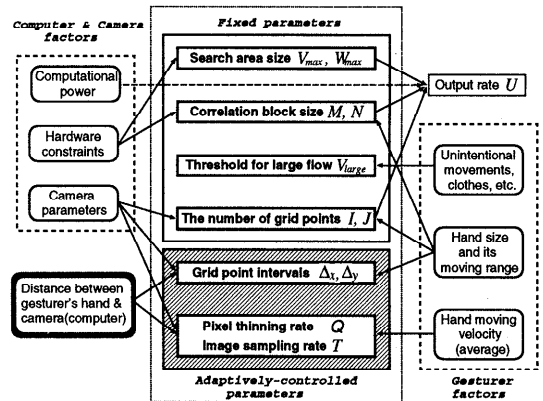 Computer & Camera
factors
Fixed parameters
Search area size Vmax, Wmax
Computational
power
Output rate U
Correlation block size M, N
Hardware
constraints
Unintentional
movements,
clothes, etc.
Threshold for large flow Vlarge
Camera
parameters
The number of grid points I, J
Hand size
and its
moving range
Grid point intervals Δx, Δy
Distance between
gesturer's hand &
camera(computer)
Pixel thinning rate Q
Image sampling rate T
Hand moving
velocity
(average)
Adaptively-controlled
parameters
Gesturer
factors